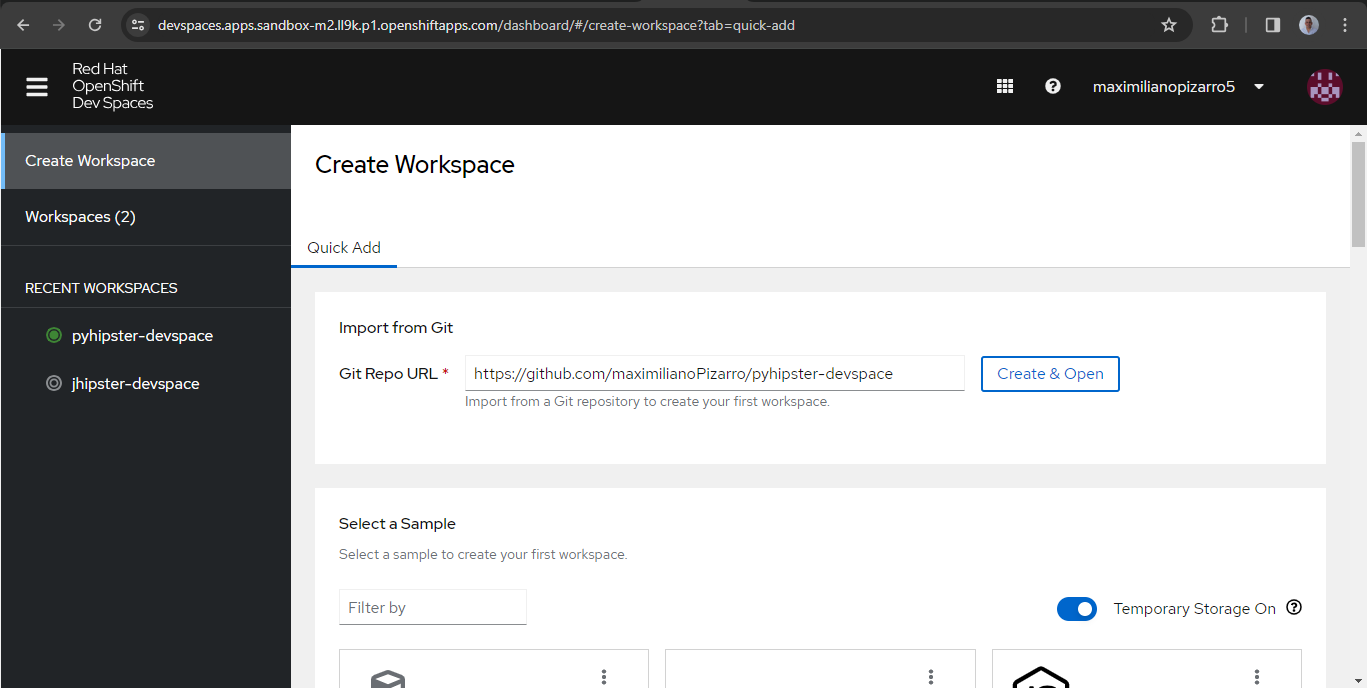 devspaces.apps.sandbox-m2.ll9k.p1.openshiftapps.com/dashboard/#/create-workspace?tab=quick-add
Red Hat
OpenShift
Dev Spaces
maximilianopizarro5
Create Workspace
Workspaces (2)
RECENT WORKSPACES
pyhipster-devspace
jhipster-devspace
Create Workspace
Quick Add
Import from Git
Git Repo URL *
https://github.com/maximilianoPizarro/pyhipster-devspace
Create & Open
Import from a Git repository to create your first workspace.
Select a Sample
Select a sample to create your first workspace.
Filter by
Temporary Storage On